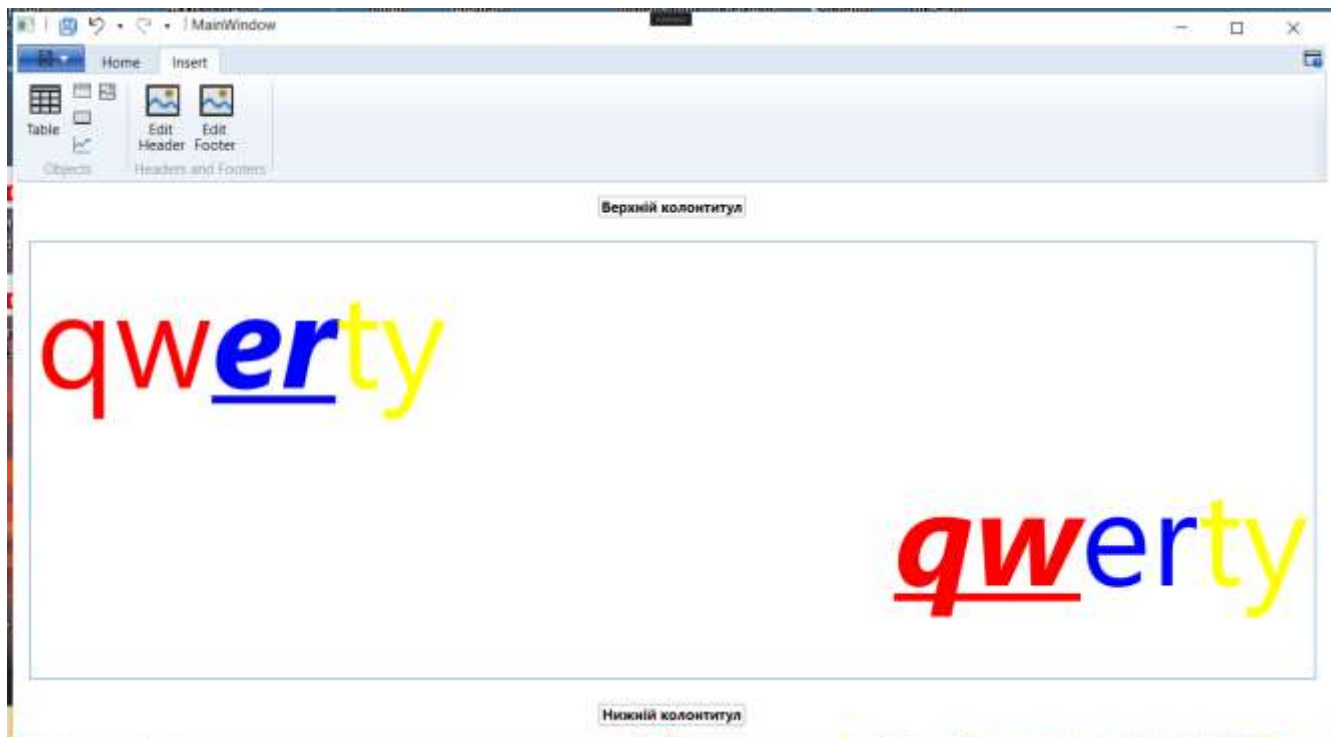 MainWindow
Home Insert
Table
Edit Header
Edit Footer
Objects
Headers and Footers
Верхній колонтитул
qwerty
qwerty
Нижній колонтитул